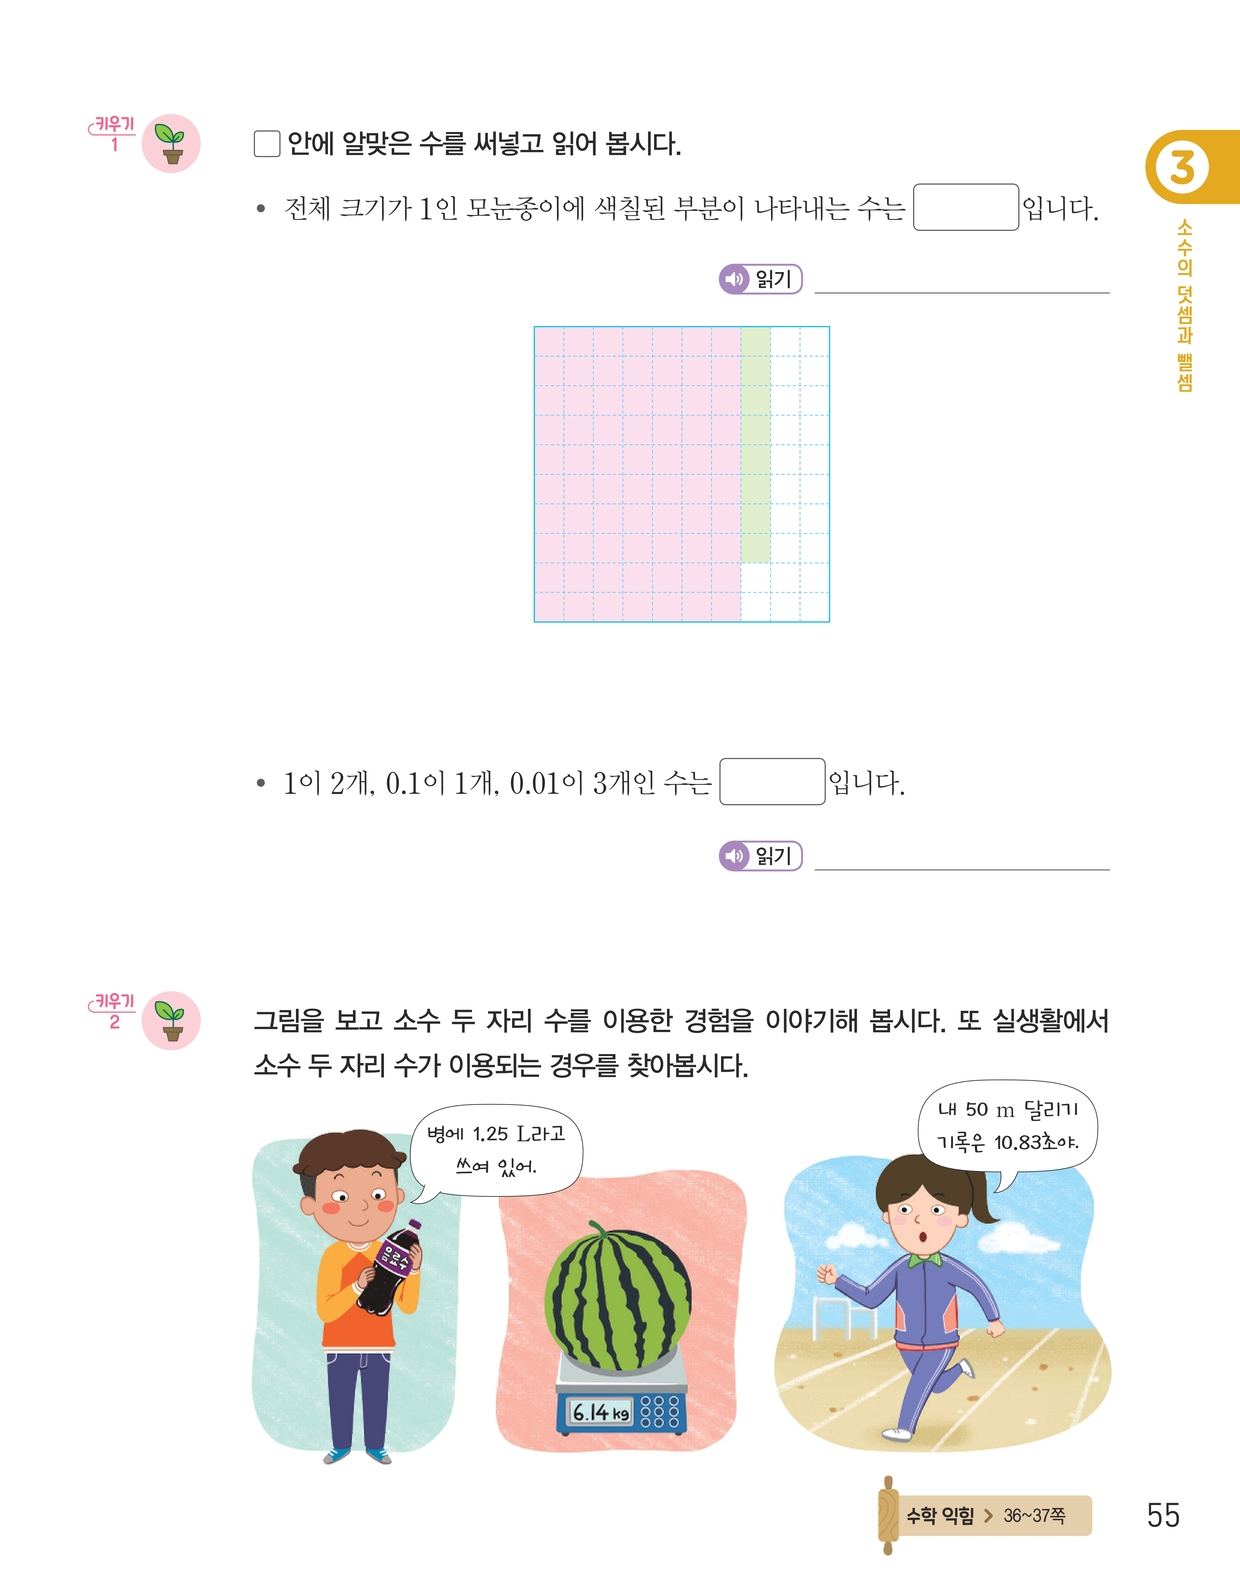 키우기
1
□ 안에 알맞은 수를 써넣고 읽어 봅시다.
• 전체 크기가 1인 모눈종이에 색칠된 부분이 나타내는 수는 □ 입니다.
읽기
• 1이 2개, 0.1이 1개, 0.01이 3개인 수는 □ 입니다.
읽기
키우기
2
그림을 보고 소수 두 자리 수를 이용한 경험을 이야기해 봅시다. 또 실생활에서
소수 두 자리 수가 이용되는 경우를 찾아봅시다.
병에 1.25 L라고
쓰여 있어.
음료수
6.14 kg
내 50 m 달리기
기록은 10.83초야.
3
소수의 덧셈과 뺄셈
수학 익힘 > 36~37쪽
55